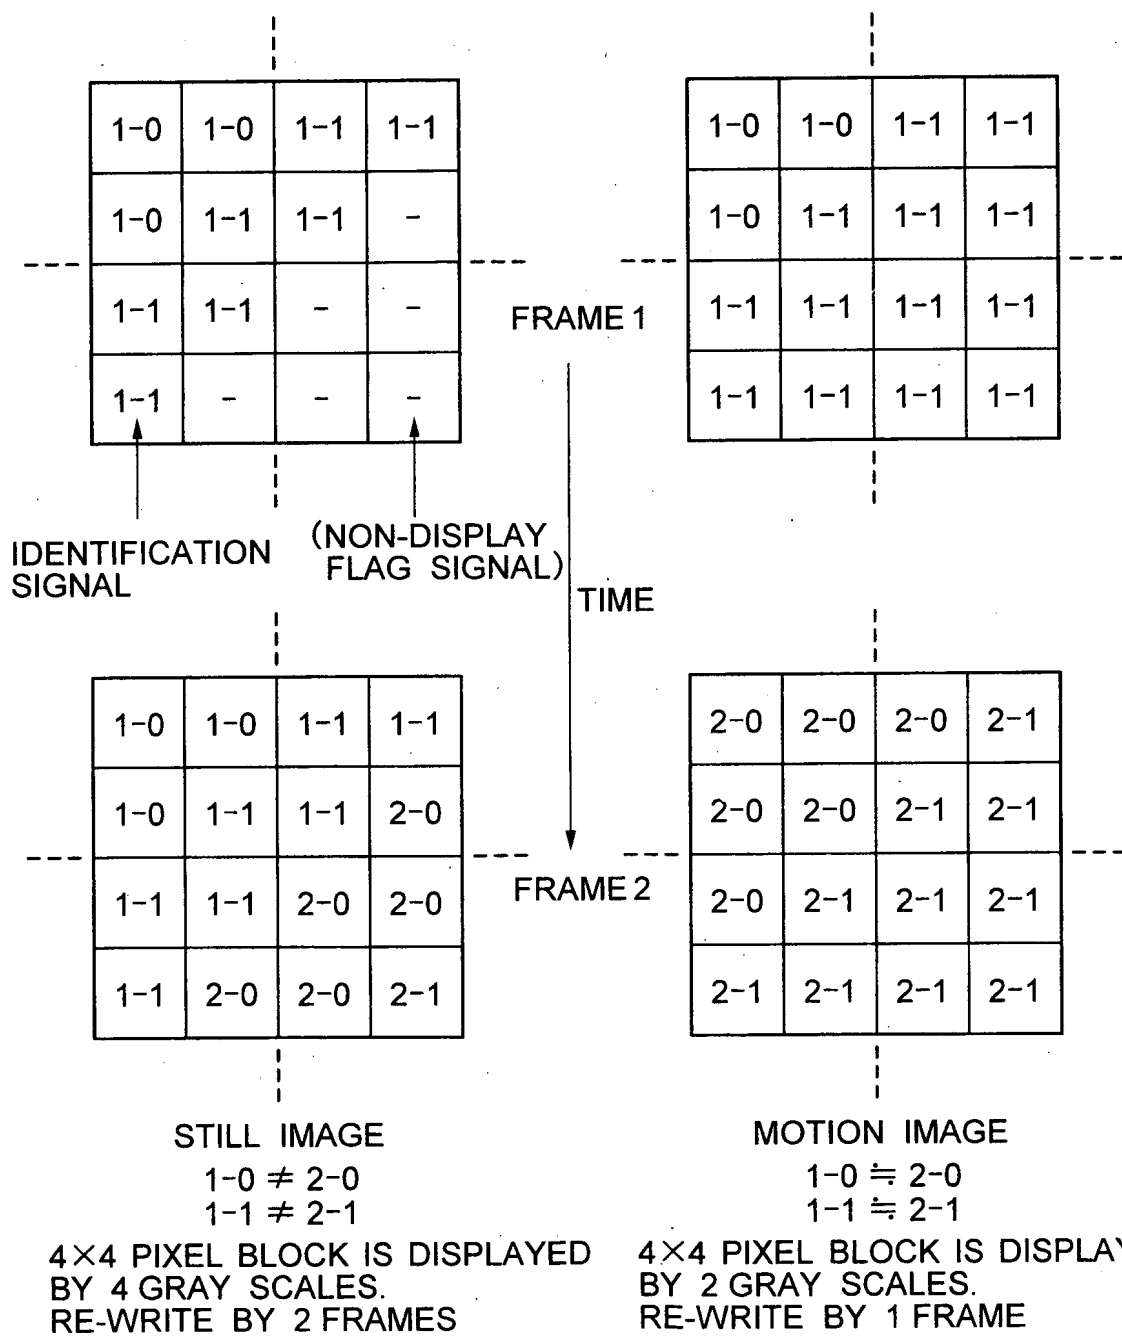 1-0 1-0 1-1 1-1
1-0 1-1 1-1 -
1-1 1-1 - -
1-1 - - -
1-0 1-0 1-1 1-1
1-0 1-1 1-1 1-1
1-1 1-1 1-1 1-1
1-1 1-1 1-1 1-1
FRAME 1
IDENTIFICATION
SIGNAL
(NON-DISPLAY
FLAG SIGNAL)
TIME
1-0 1-0 1-1 1-1
1-0 1-1 1-1 2-0
1-1 1-1 2-0 2-0
1-1 2-0 2-0 2-1
2-0 2-0 2-0 2-1
2-0 2-0 2-1 2-1
2-0 2-1 2-1 2-1
2-1 2-1 2-1 2-1
FRAME 2
STILL IMAGE
1-0 ≠ 2-0
1-1 ≠ 2-1
4×4 PIXEL BLOCK IS DISPLAYED
BY 4 GRAY SCALES.
RE-WRITE BY 2 FRAMES
MOTION IMAGE
1-0 ≒ 2-0
1-1 ≒ 2-1
4×4 PIXEL BLOCK IS DISPLAY
BY 2 GRAY SCALES.
RE-WRITE BY 1 FRAME